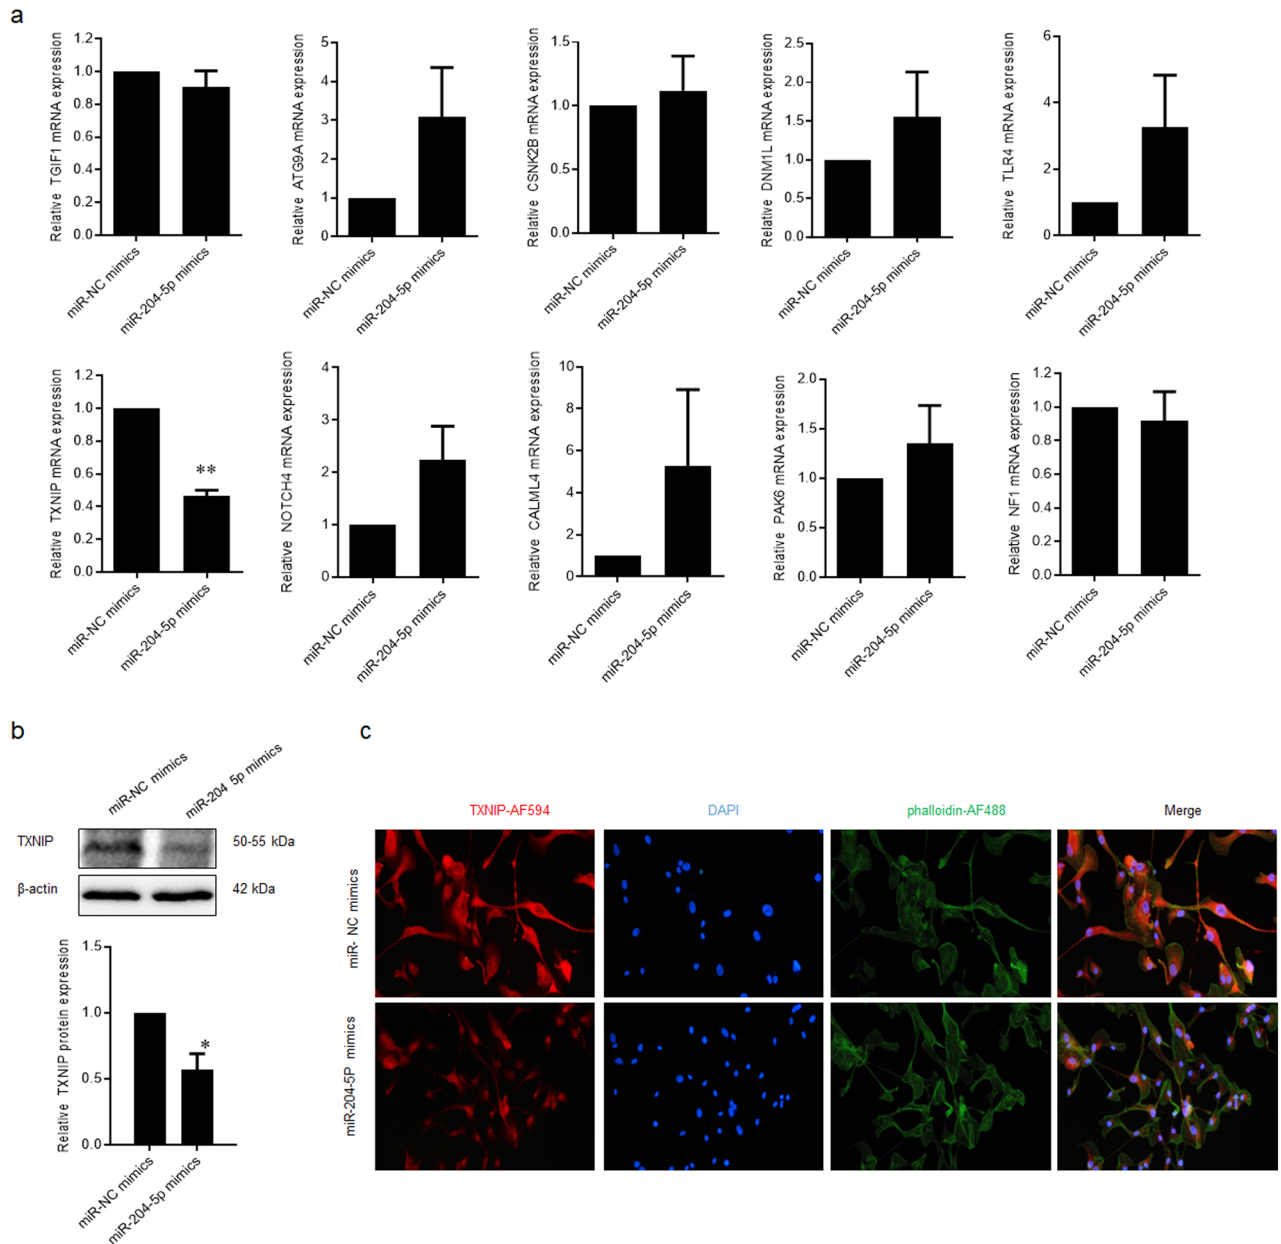 a
Relative TGIF1 mRNA expression
1.2
1.0
0.8
0.6
0.4
0.2
0.0
miR-NC mimics
miR-204-5p mimics
Relative ATG9A mRNA expression
5
4
3
2
1
0
miR-NC mimics
miR-204-5p mimics
Relative CSNK2B mRNA expression
1.5
1.0
0.5
0.0
miR-NC mimics
miR-204-5p mimics
Relative DNM1L mRNA expression
2.5
2.0
1.5
1.0
0.5
0.0
miR-NC mimics
miR-204-5p mimics
Relative TLR4 mRNA expression
6
4
2
0
miR-NC mimics
miR-204-5p mimics
Relative TXNIP mRNA expression
1.2
1.0
0.8
0.6
0.4
0.2
0.0
**
miR-NC mimics
miR-204-5p mimics
Relative NOTCH4 mRNA expression
4
3
2
1
0
miR-NC mimics
miR-204-5p mimics
Relative CALML4 mRNA expression
10
8
6
4
2
0
miR-NC mimics
miR-204-5p mimics
Relative PAK6 mRNA expression
2.0
1.5
1.0
0.5
0.0
miR-NC mimics
miR-204-5p mimics
Relative NF1 mRNA expression
1.2
1.0
0.8
0.6
0.4
0.2
0.0
miR-NC mimics
miR-204-5p mimics
b
miR-NC mimics
miR-204 5p mimics
TXNIP
50-55 kDa
β-actin
42 kDa
Relative TXNIP protein expression
1.5
1.0
0.5
0.0
*
miR-NC mimics
miR-204-5p mimics
c
TXNIP-AF594
DAPI
phalloidin-AF488
Merge
miR- NC mimics
miR-204-5P mimics